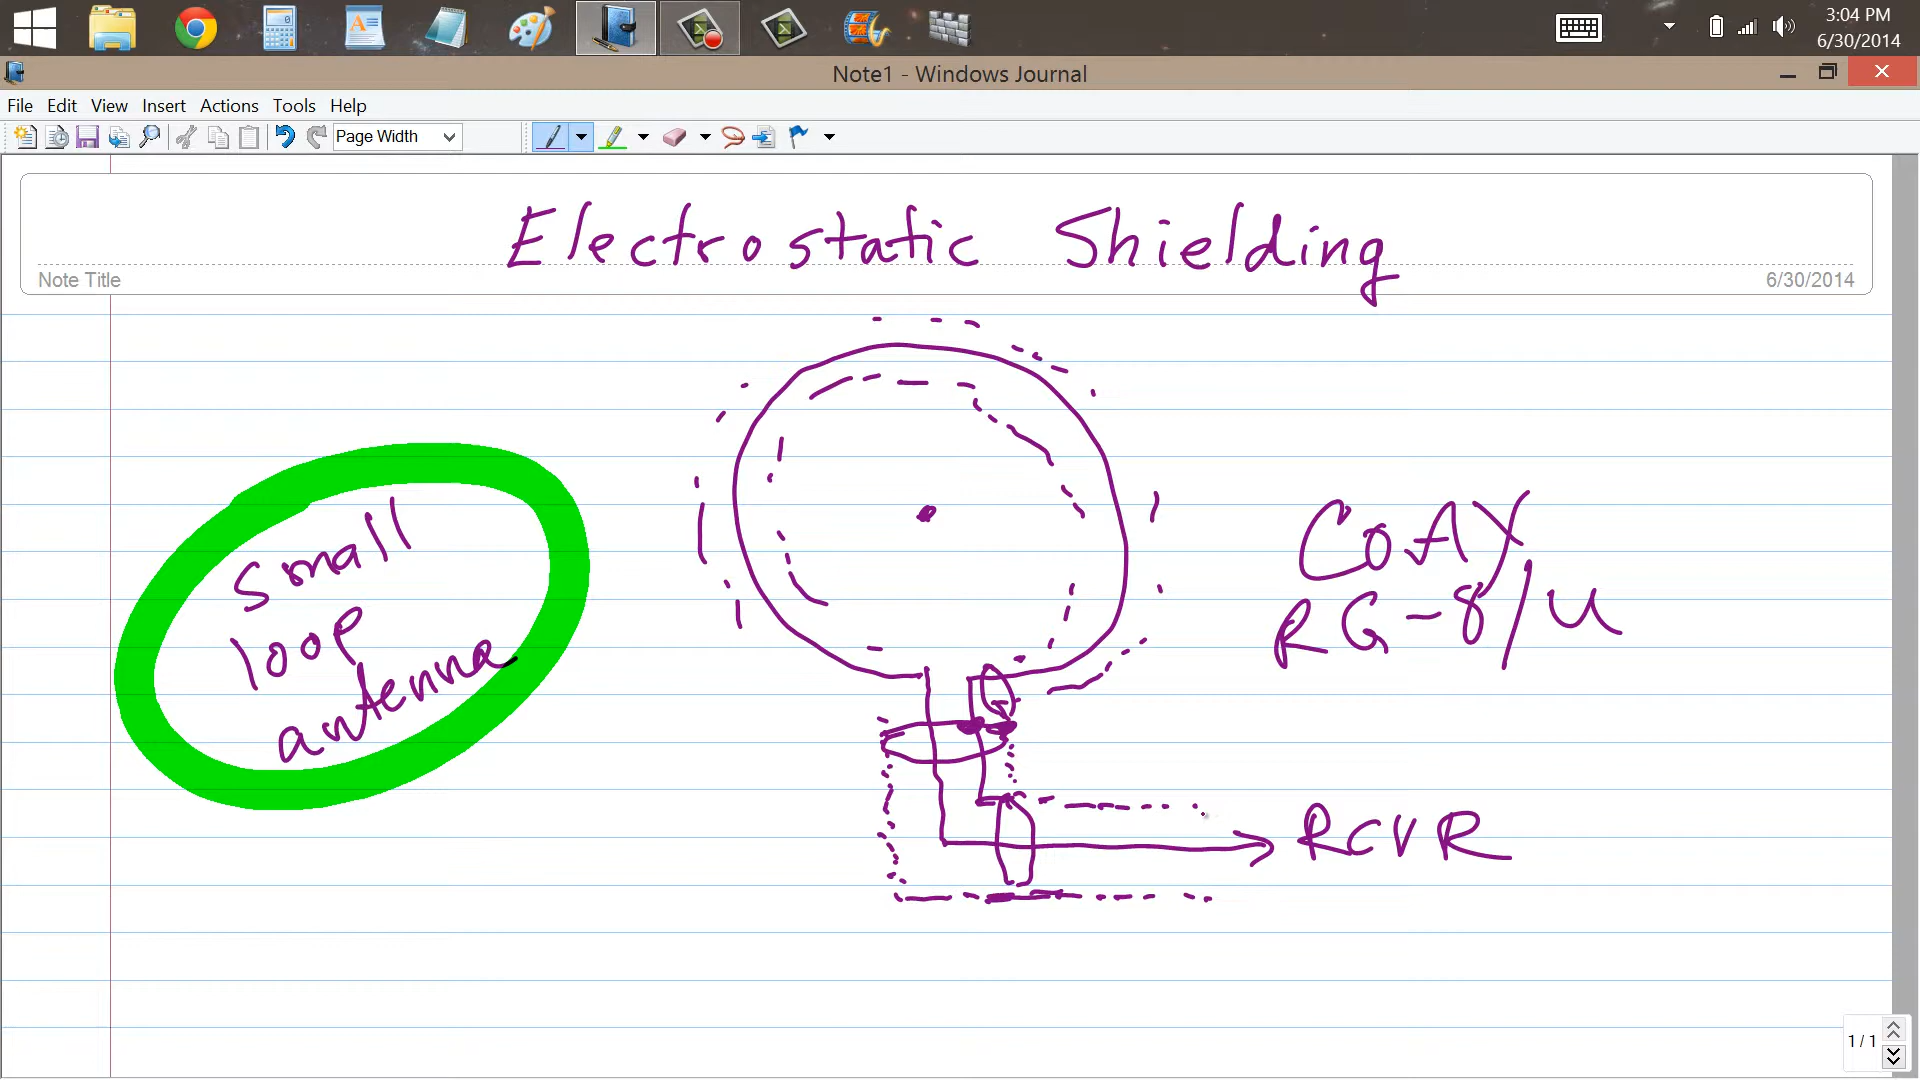 3:04 PM
6/30/2014
Note1 - Windows Journal
File Edit View Insert Actions Tools Help
Page Width
Electrostatic Shielding
Note Title
6/30/2014
small
loop
antenna
COAX
RG-8/U
RCVR
1 / 1